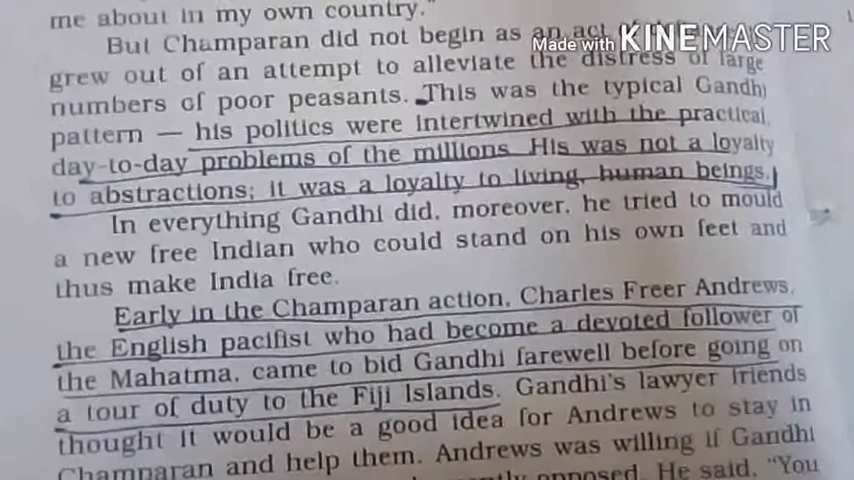 me about in my own country."
But Champaran did not begin as an act of
Made with KINEMASTER
grew out of an attempt to alleviate the distress of large
numbers of poor peasants. This was the typical Gandhi
pattern — his politics were intertwined with the practical,
day-to-day problems of the millions. His was not a loyalty
to abstractions; it was a loyalty to living, human beings.
In everything Gandhi did, moreover, he tried to mould
a new free Indian who could stand on his own feet and
thus make India free.
Early in the Champaran action, Charles Freer Andrews,
the English pacifist who had become a devoted follower of
the Mahatma, came to bid Gandhi farewell before going on
a tour of duty to the Fiji Islands. Gandhi's lawyer friends
thought it would be a good idea for Andrews to stay in
Champaran and help them. Andrews was willing if Gandhi
opposed. He said, "You